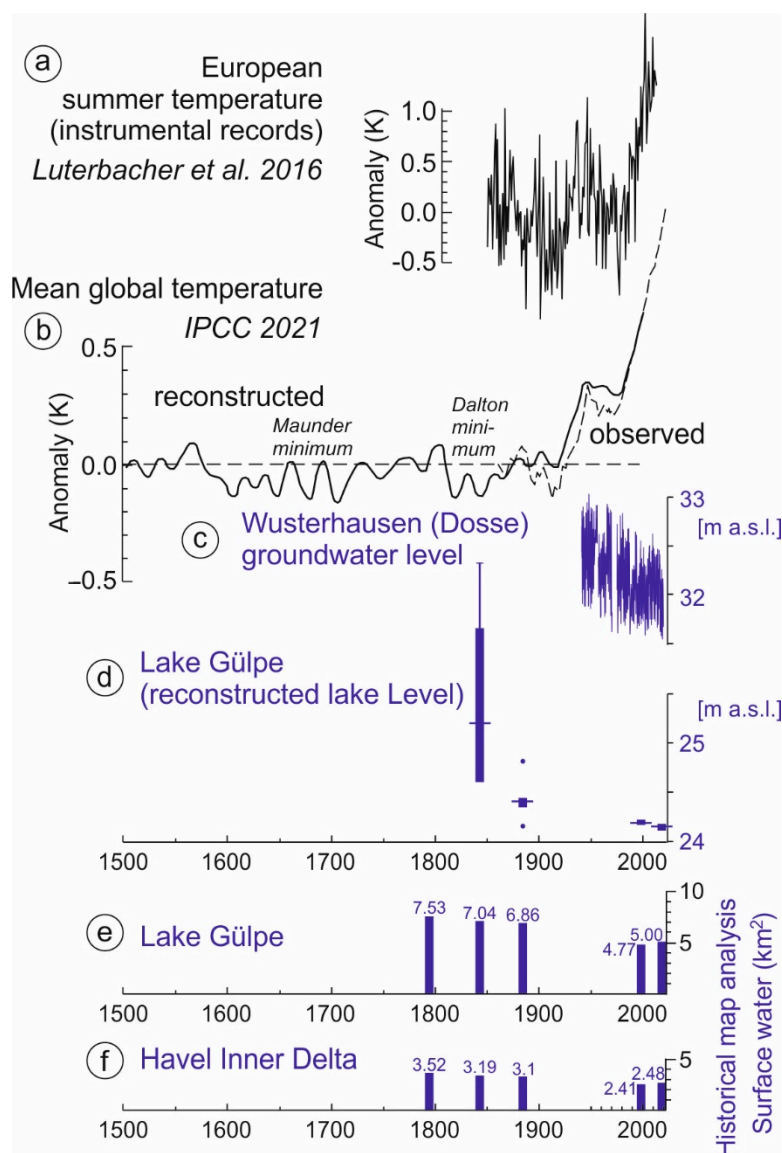 a
European
summer temperature
(instrumental records)
Luterbacher et al. 2016
Anomaly (K)
1.0
0.5
0.0
-0.5
Mean global temperature
b
IPCC 2021
Anomaly (K)
0.5
0.0
–0.5
reconstructed
Maunder
minimum
Dalton
mini-
mum
observed
c
Wusterhausen (Dosse)
groundwater level
33
[m a.s.l.]
32
d
Lake Gülpe
(reconstructed lake Level)
[m a.s.l.]
25
24
1500 1600 1700 1800 1900 2000
e
Lake Gülpe
7.53 7.04 6.86 4.77 5.00
10
5
1500 1600 1700 1800 1900 2000
f
Havel Inner Delta
3.52 3.19 3.1 2.41 2.48
5
1500 1600 1700 1800 1900 2000
Historical map analysis
Surface water (km²)